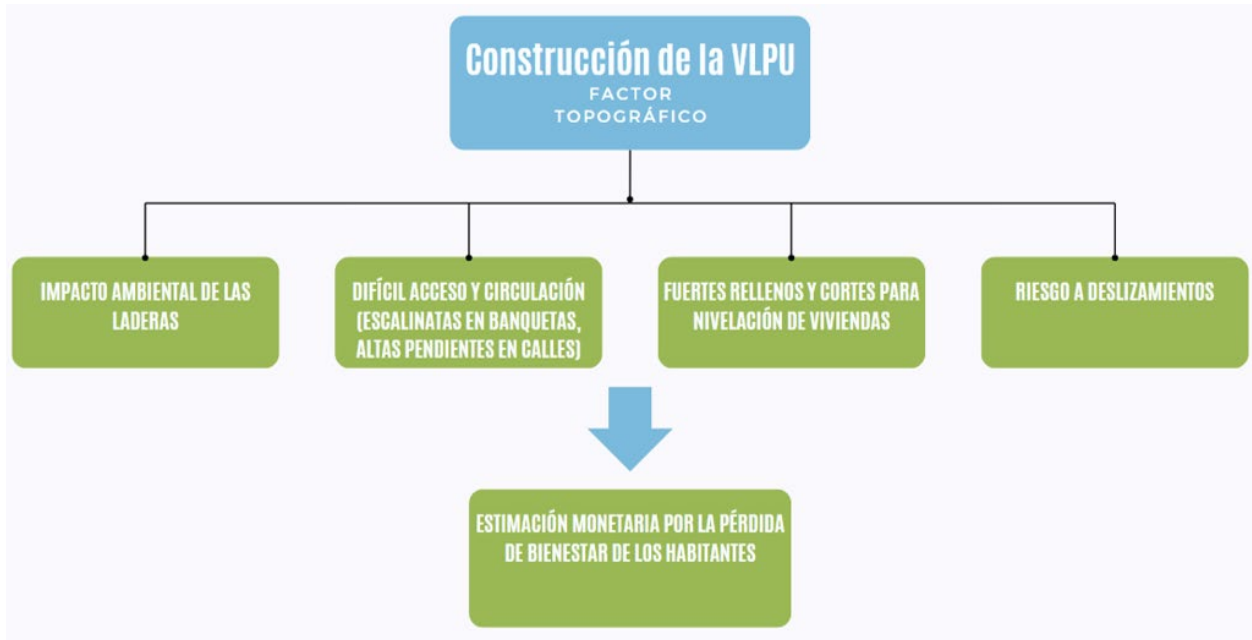 Construcción de la VLPU
FACTOR
TOPOGRÁFICO
IMPACTO AMBIENTAL DE LAS
LADERAS
DIFÍCIL ACCESO Y CIRCULACIÓN
(ESCALINATAS EN BANQUETAS,
ALTAS PENDIENTES EN CALLES)
FUERTES RELLENOS Y CORTES PARA
NIVELACIÓN DE VIVIENDAS
RIESGO A DESLIZAMIENTOS
ESTIMACIÓN MONETARIA POR LA PÉRDIDA
DE BIENESTAR DE LOS HABITANTES